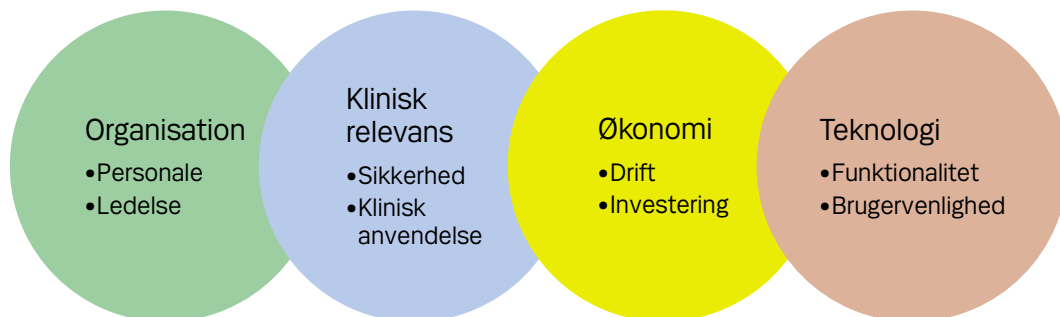 Organisation
•Personale
•Ledelse
Klinisk
relevans
•Sikkerhed
•Klinisk
anvendelse
Økonomi
•Drift
•Investering
Teknologi
•Funktionalitet
•Brugervenlighed